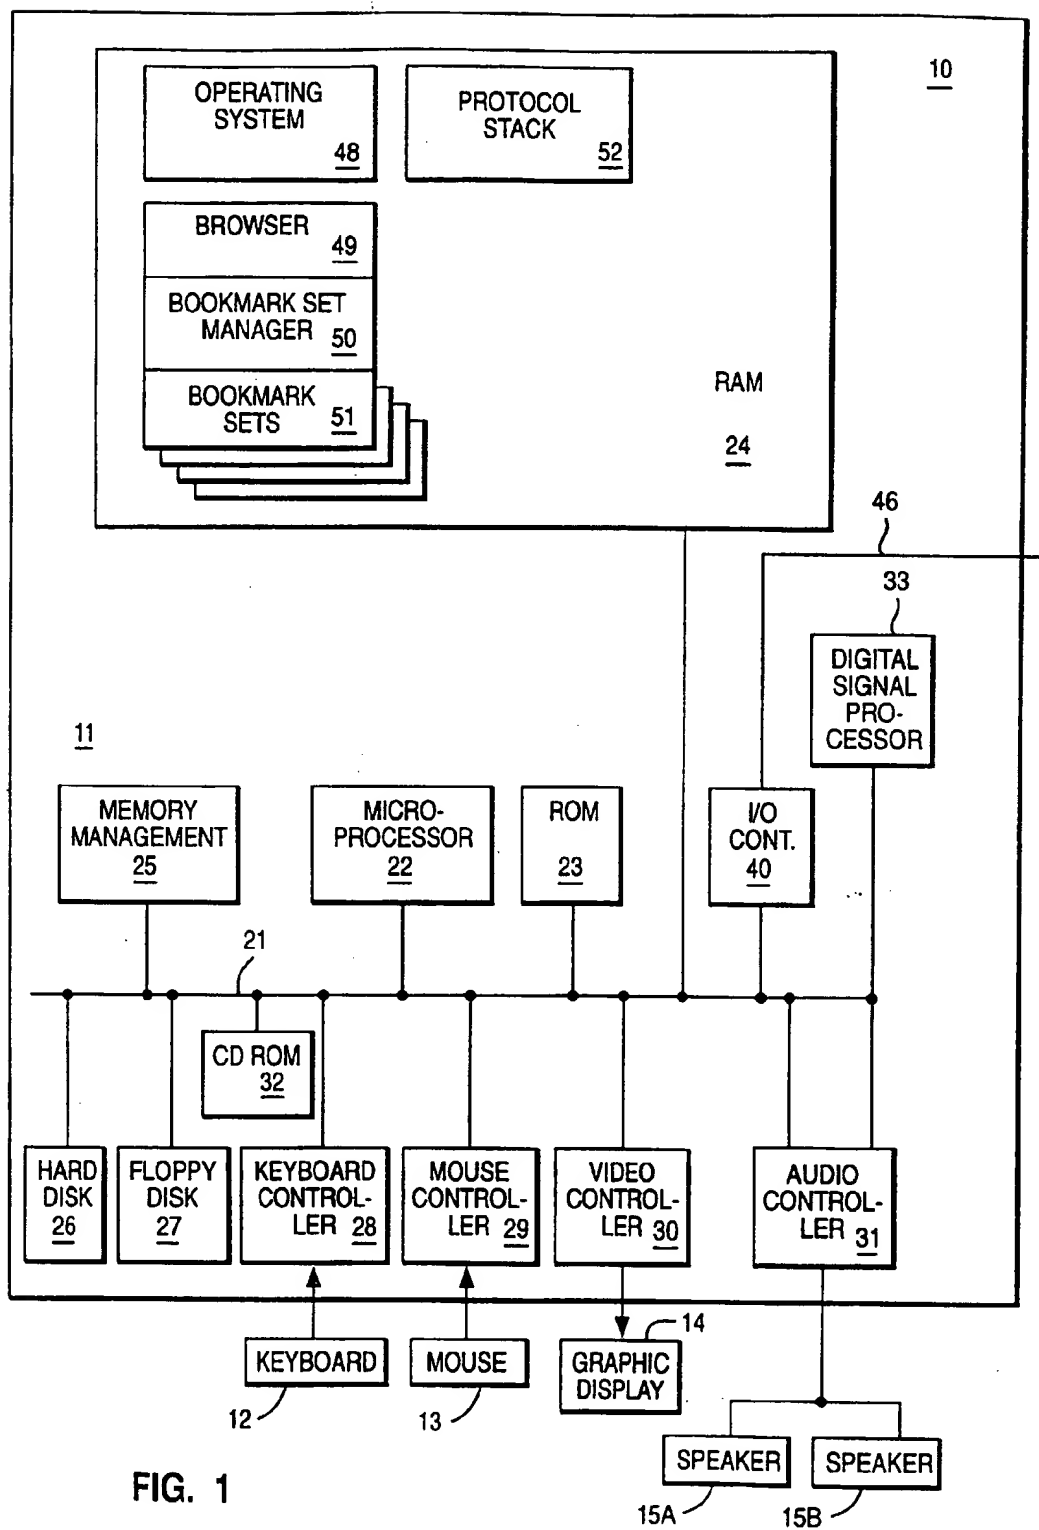 10
OPERATING
SYSTEM
48
PROTOCOL
STACK
52
BROWSER
49
BOOKMARK SET
MANAGER 50
BOOKMARK
SETS 51
RAM
24
46
33
DIGITAL
SIGNAL
PRO-
CESSOR
11
MEMORY
MANAGEMENT
25
MICRO-
PROCESSOR
22
ROM
23
I/O
CONT.
40
21
CD ROM
32
HARD
DISK
26
FLOPPY
DISK
27
KEYBOARD
CONTROL-
LER 28
MOUSE
CONTROL-
LER 29
VIDEO
CONTROL-
LER 30
AUDIO
CONTROL-
LER 31
KEYBOARD
12
MOUSE
13
14
GRAPHIC
DISPLAY
SPEAKER
15A
SPEAKER
15B
FIG. 1